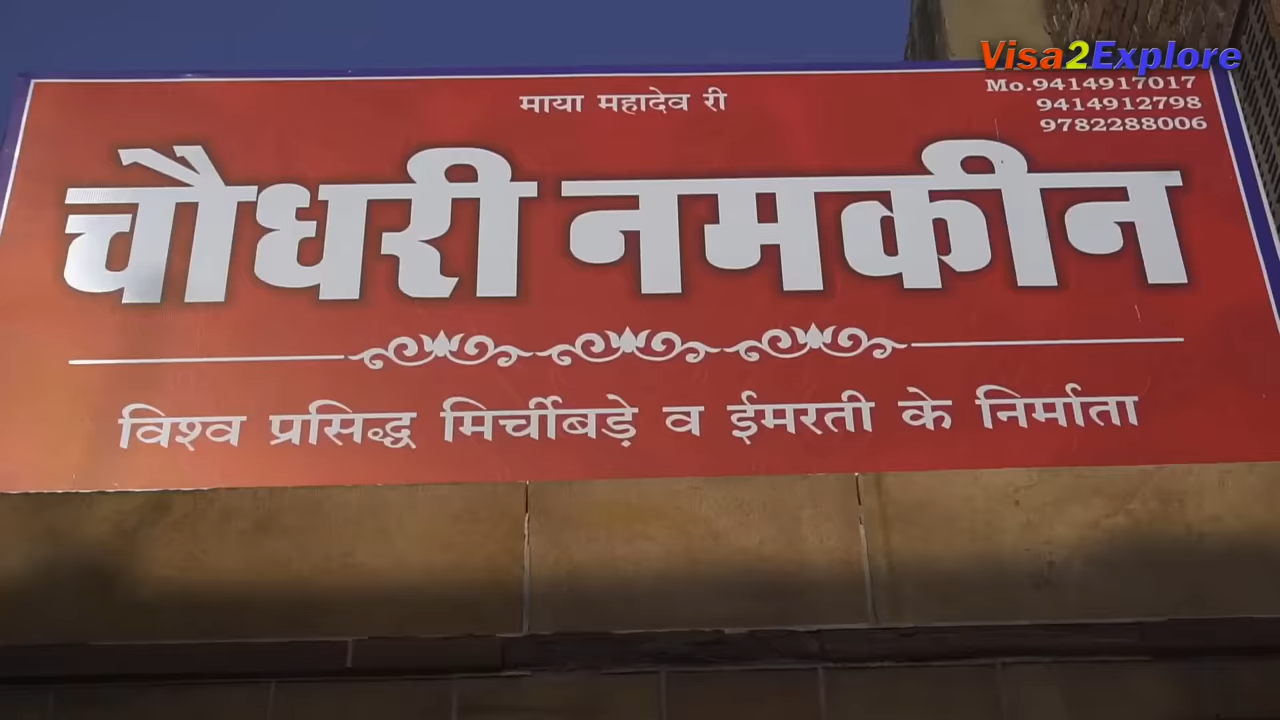 Visa2Explore
Mo.9414917017
माया महादेव री
9414912798
9782288006
चौधरी नमकीन
विश्व प्रसिद्ध मिर्चीबड़े व ईमरती के निर्माता